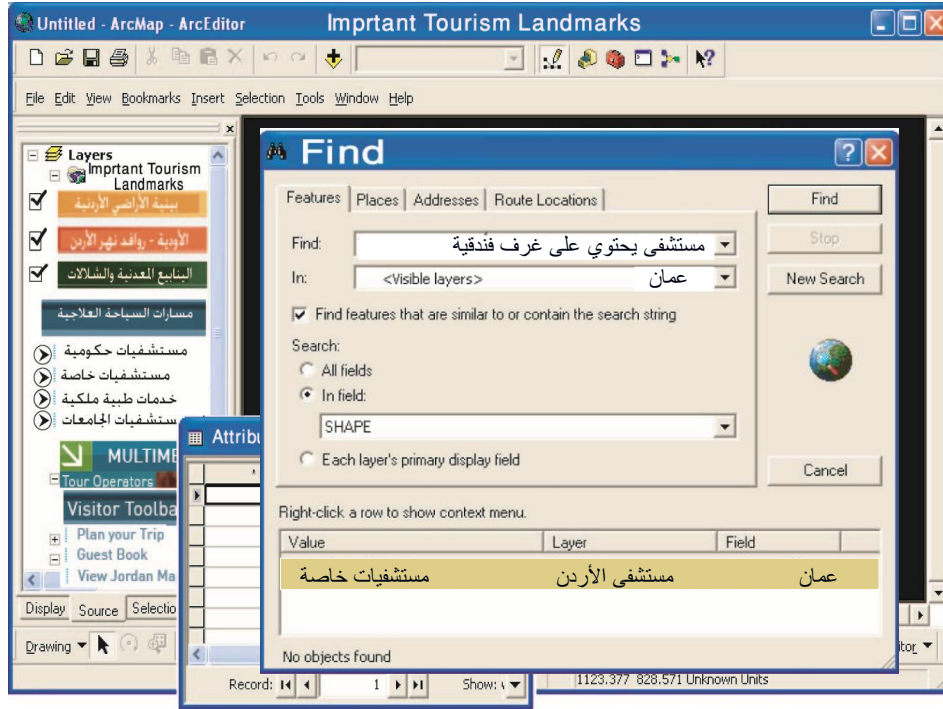 Untitled - ArcMap - ArcEditor Imprtant Tourism Landmarks
File Edit View Bookmarks Insert Selection Tools Window Help
Layers
Imprtant Tourism
Landmarks
بينية الأراضي الأردنية
الأودية - روافد نهر الأردن
الينابيع المعدنية والشلالات
مسارات السياحة العلاجية
مستشفيات حكومية
مستشفيات خاصة
خدمات طبية ملكية
ستشفيات الجامعات
MULTIME
Tour Operators
Visitor Toolba
Plan your Trip
Guest Book
View Jordan Ma
Display Source Selectio
Drawing
Attribu
Record: 1 Show:
Find
Features Places Addresses Route Locations
Find: مستشفى يحتوي على غرف فندقية
In: <Visible layers> عمان
Find features that are similar to or contain the search string
Search:
All fields
In field:
SHAPE
Each layer's primary display field
Find
Stop
New Search
Cancel
Right-click a row to show context menu.
Value Layer Field
مستشفيات خاصة مستشفى الأردن عمان
No objects found
itor
1123.377 828.571 Unknown Units